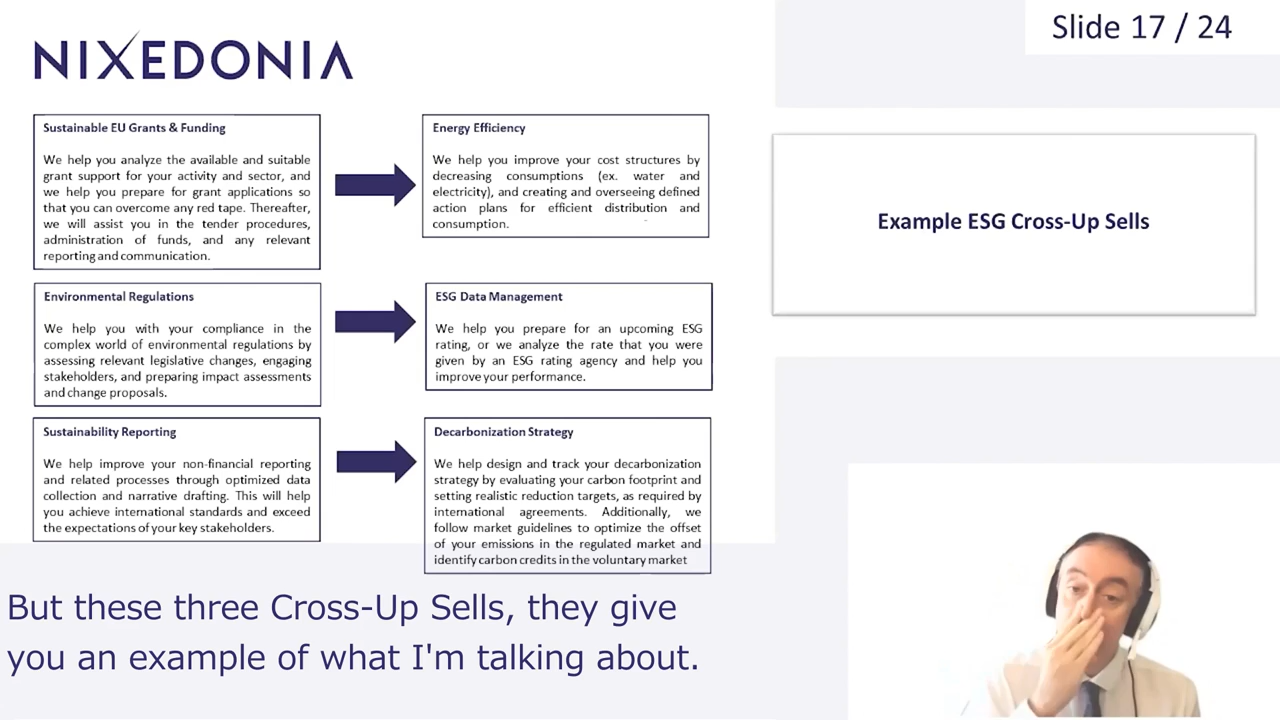 Slide 17 / 24
NIXEDONIA
Sustainable EU Grants & Funding
We help you analyze the available and suitable
grant support for your activity and sector, and
we help you prepare for grant applications so
that you can overcome any red tape. Thereafter,
we will assist you in the tender procedures,
administration of funds, and any relevant
reporting and communication.
Energy Efficiency
We help you improve your cost structures by
decreasing consumptions (ex. water and
electricity), and creating and overseeing defined
action plans for efficient distribution and
consumption.
Example ESG Cross-Up Sells
Environmental Regulations
We help you with your compliance in the
complex world of environmental regulations by
assessing relevant legislative changes, engaging
stakeholders, and preparing impact assessments
and change proposals.
ESG Data Management
We help you prepare for an upcoming ESG
rating, or we analyze the rate that you were
given by an ESG rating agency and help you
improve your performance.
Sustainability Reporting
We help improve your non-financial reporting
and related processes through optimized data
collection and narrative drafting. This will help
you achieve international standards and exceed
the expectations of your key stakeholders.
Decarbonization Strategy
We help design and track your decarbonization
strategy by evaluating your carbon footprint and
setting realistic reduction targets, as required by
international agreements. Additionally, we
follow market guidelines to optimize the offset
of your emissions in the regulated market and
identify carbon credits in the voluntary market
But these three Cross-Up Sells, they give
you an example of what I'm talking about.